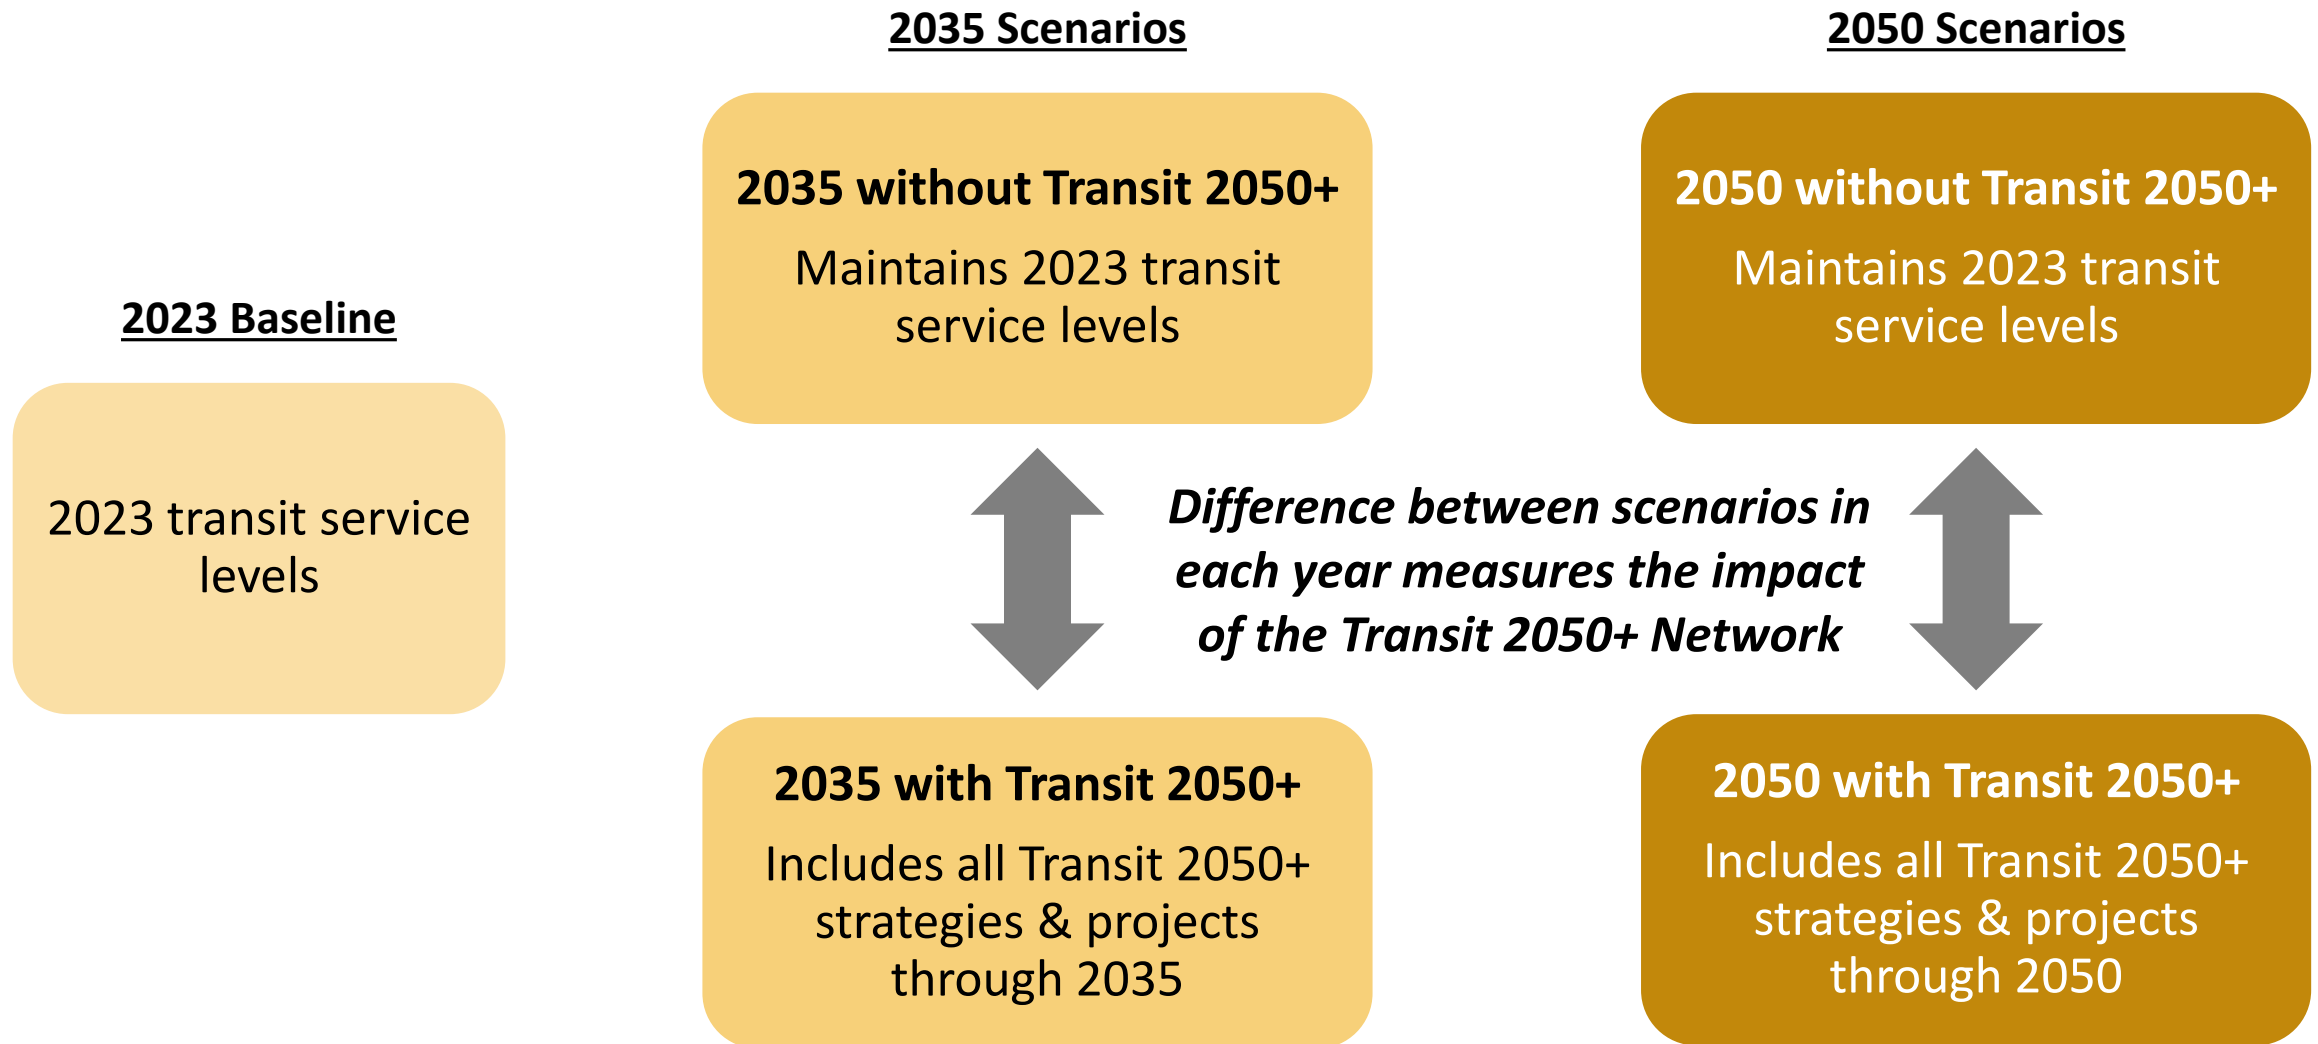 2023 Baseline
2023 transit service
levels
2035 Scenarios
2035 without Transit 2050+
Maintains 2023 transit
service levels
2035 with Transit 2050+
Includes all Transit 2050+
strategies & projects
through 2035
Difference between scenarios in
each year measures the impact
of the Transit 2050+ Network
2050 Scenarios
2050 without Transit 2050+
Maintains 2023 transit
service levels
2050 with Transit 2050+
Includes all Transit 2050+
strategies & projects
through 2050